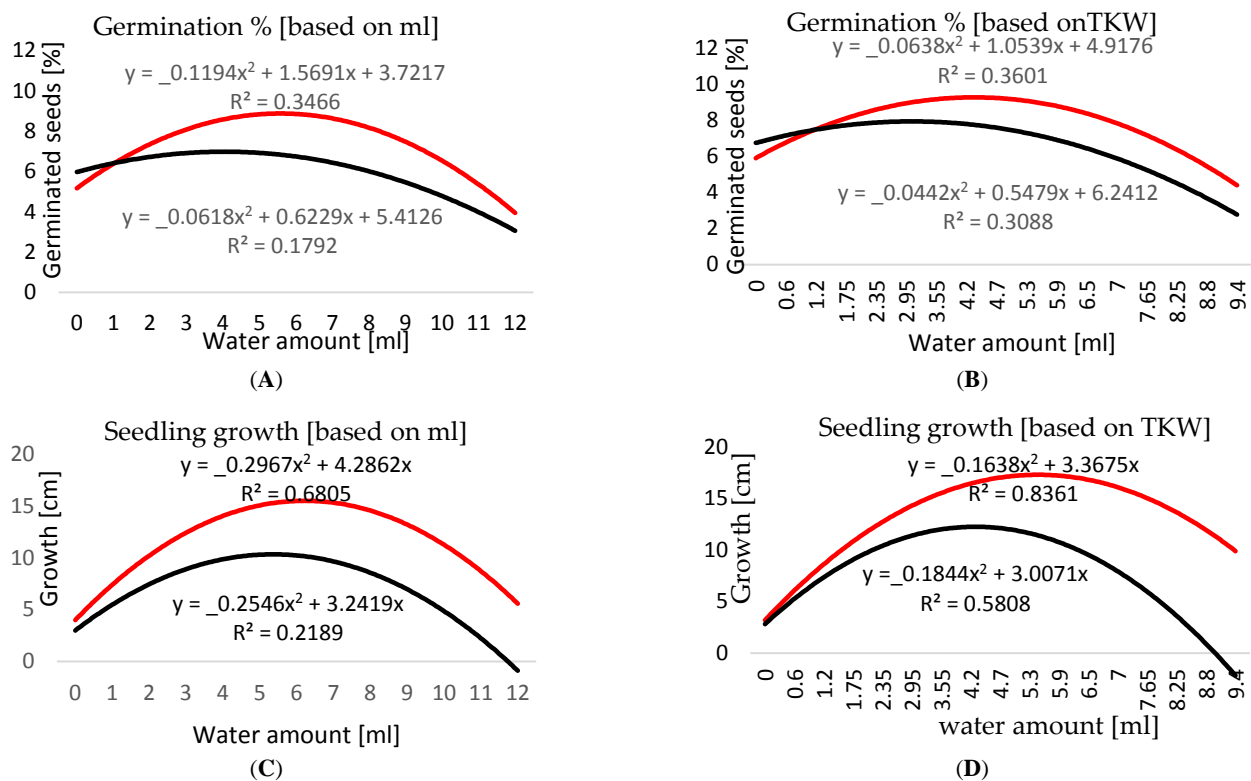 Germination % [based on ml]
12
10
8
6
4
2
0
Germinated seeds [%]
y = _0.1194x² + 1.5691x + 3.7217
R² = 0.3466
y = _0.0618x² + 0.6229x + 5.4126
R² = 0.1792
0 1 2 3 4 5 6 7 8 9 10 11 12
Water amount [ml]
(A)
Germination % [based onTKW]
12
10
8
6
4
2
0
Germinated seeds [%]
y = _0.0638x² + 1.0539x + 4.9176
R² = 0.3601
y = _0.0442x² + 0.5479x + 6.2412
R² = 0.3088
0 0.6 1.2 1.75 2.35 2.95 3.55 4.2 4.7 5.3 5.9 6.5 7 7.65 8.25 8.8 9.4
Water amount [ml]
(B)
Seedling growth [based on ml]
20
15
10
5
0
Growth [cm]
y = _0.2967x² + 4.2862x
R² = 0.6805
y = _0.2546x² + 3.2419x
R² = 0.2189
0 1 2 3 4 5 6 7 8 9 10 11 12
Water amount [ml]
(C)
Seedling growth [based on TKW]
20
15
10
5
0
Growth [cm]
y = _0.1638x² + 3.3675x
R² = 0.8361
y = _0.1844x² + 3.0071x
R² = 0.5808
0 0.6 1.2 1.75 2.35 2.95 3.55 4.2 4.7 5.3 5.9 6.5 7 7.65 8.25 8.8 9.4
water amount [ml]
(D)